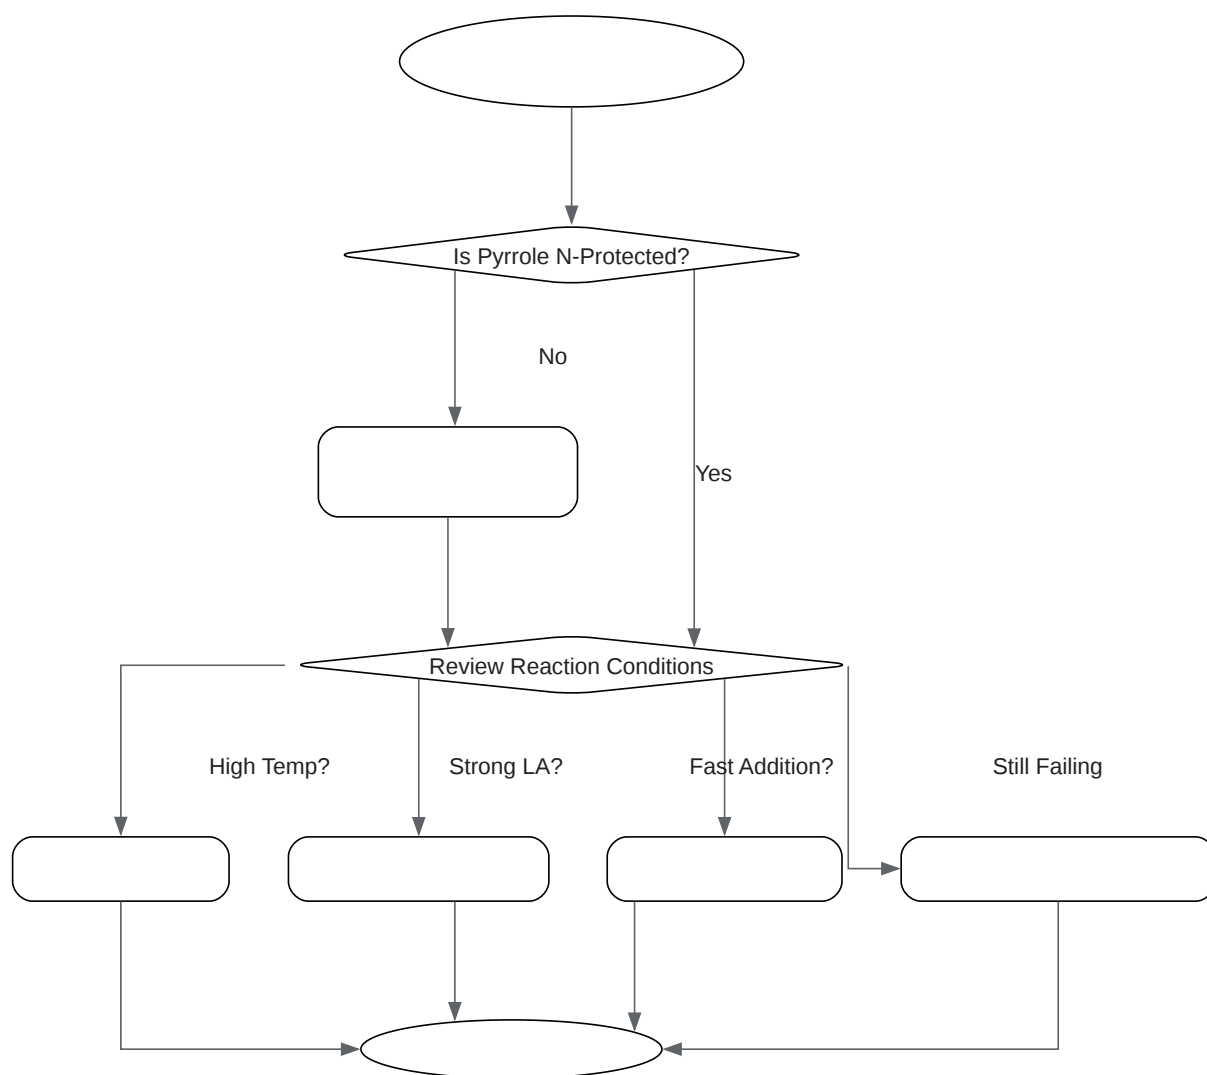 Is Pyrrole N-Protected?
No
Yes
Review Reaction Conditions
High Temp?
Strong LA?
Fast Addition?
Still Failing